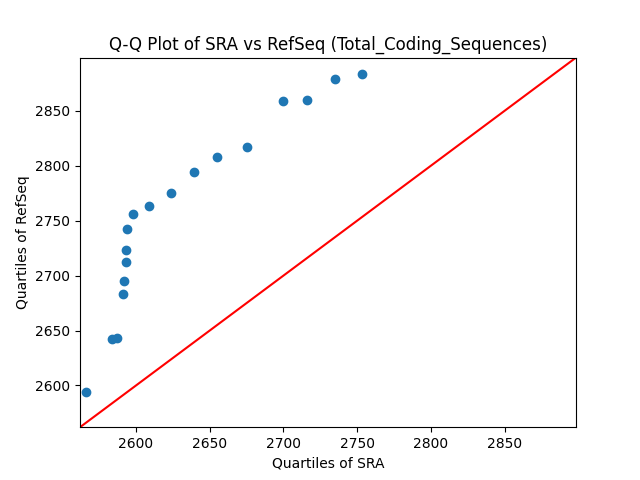 Q-Q Plot of SRA vs RefSeq (Total_Coding_Sequences)
2850
2800
2750
2700
2650
2600
Quartiles of RefSeq
2600 2650 2700 2750 2800 2850
Quartiles of SRA